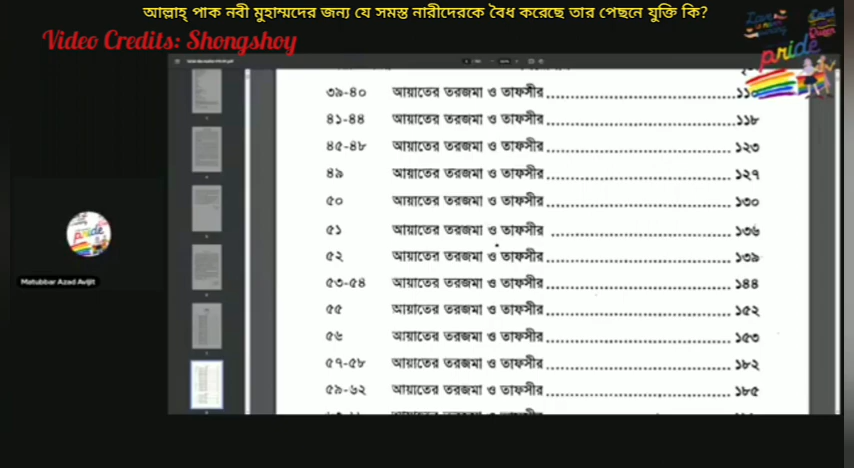 আল্লাহ্ পাক নবী মুহাম্মদের জন্য যে সমস্ত নারীদেরকে বৈধ করেছে তার পেছনে যুক্তি কি?
Video Credits: Shongshoy
pride
৩৯-৪০ আয়াতের তরজমা ও তাফসীর ১১০
৪১-৪৪ আয়াতের তরজমা ও তাফসীর ১১৮
৪৫-৪৮ আয়াতের তরজমা ও তাফসীর ১২৩
৪৯ আয়াতের তরজমা ও তাফসীর ১২৭
৫০ আয়াতের তরজমা ও তাফসীর ১৩০
৫১ আয়াতের তরজমা ও তাফসীর ১৩৬
৫২ আয়াতের তরজমা ও তাফসীর ১৩৯
৫৩-৫৪ আয়াতের তরজমা ও তাফসীর ১৪৪
৫৫ আয়াতের তরজমা ও তাফসীর ১৫২
৫৬ আয়াতের তরজমা ও তাফসীর ১৫৩
৫৭-৫৮ আয়াতের তরজমা ও তাফসীর ১৮২
৫৯-৬২ আয়াতের তরজমা ও তাফসীর ১৮৫
pride
Matubbar Azad Avijit